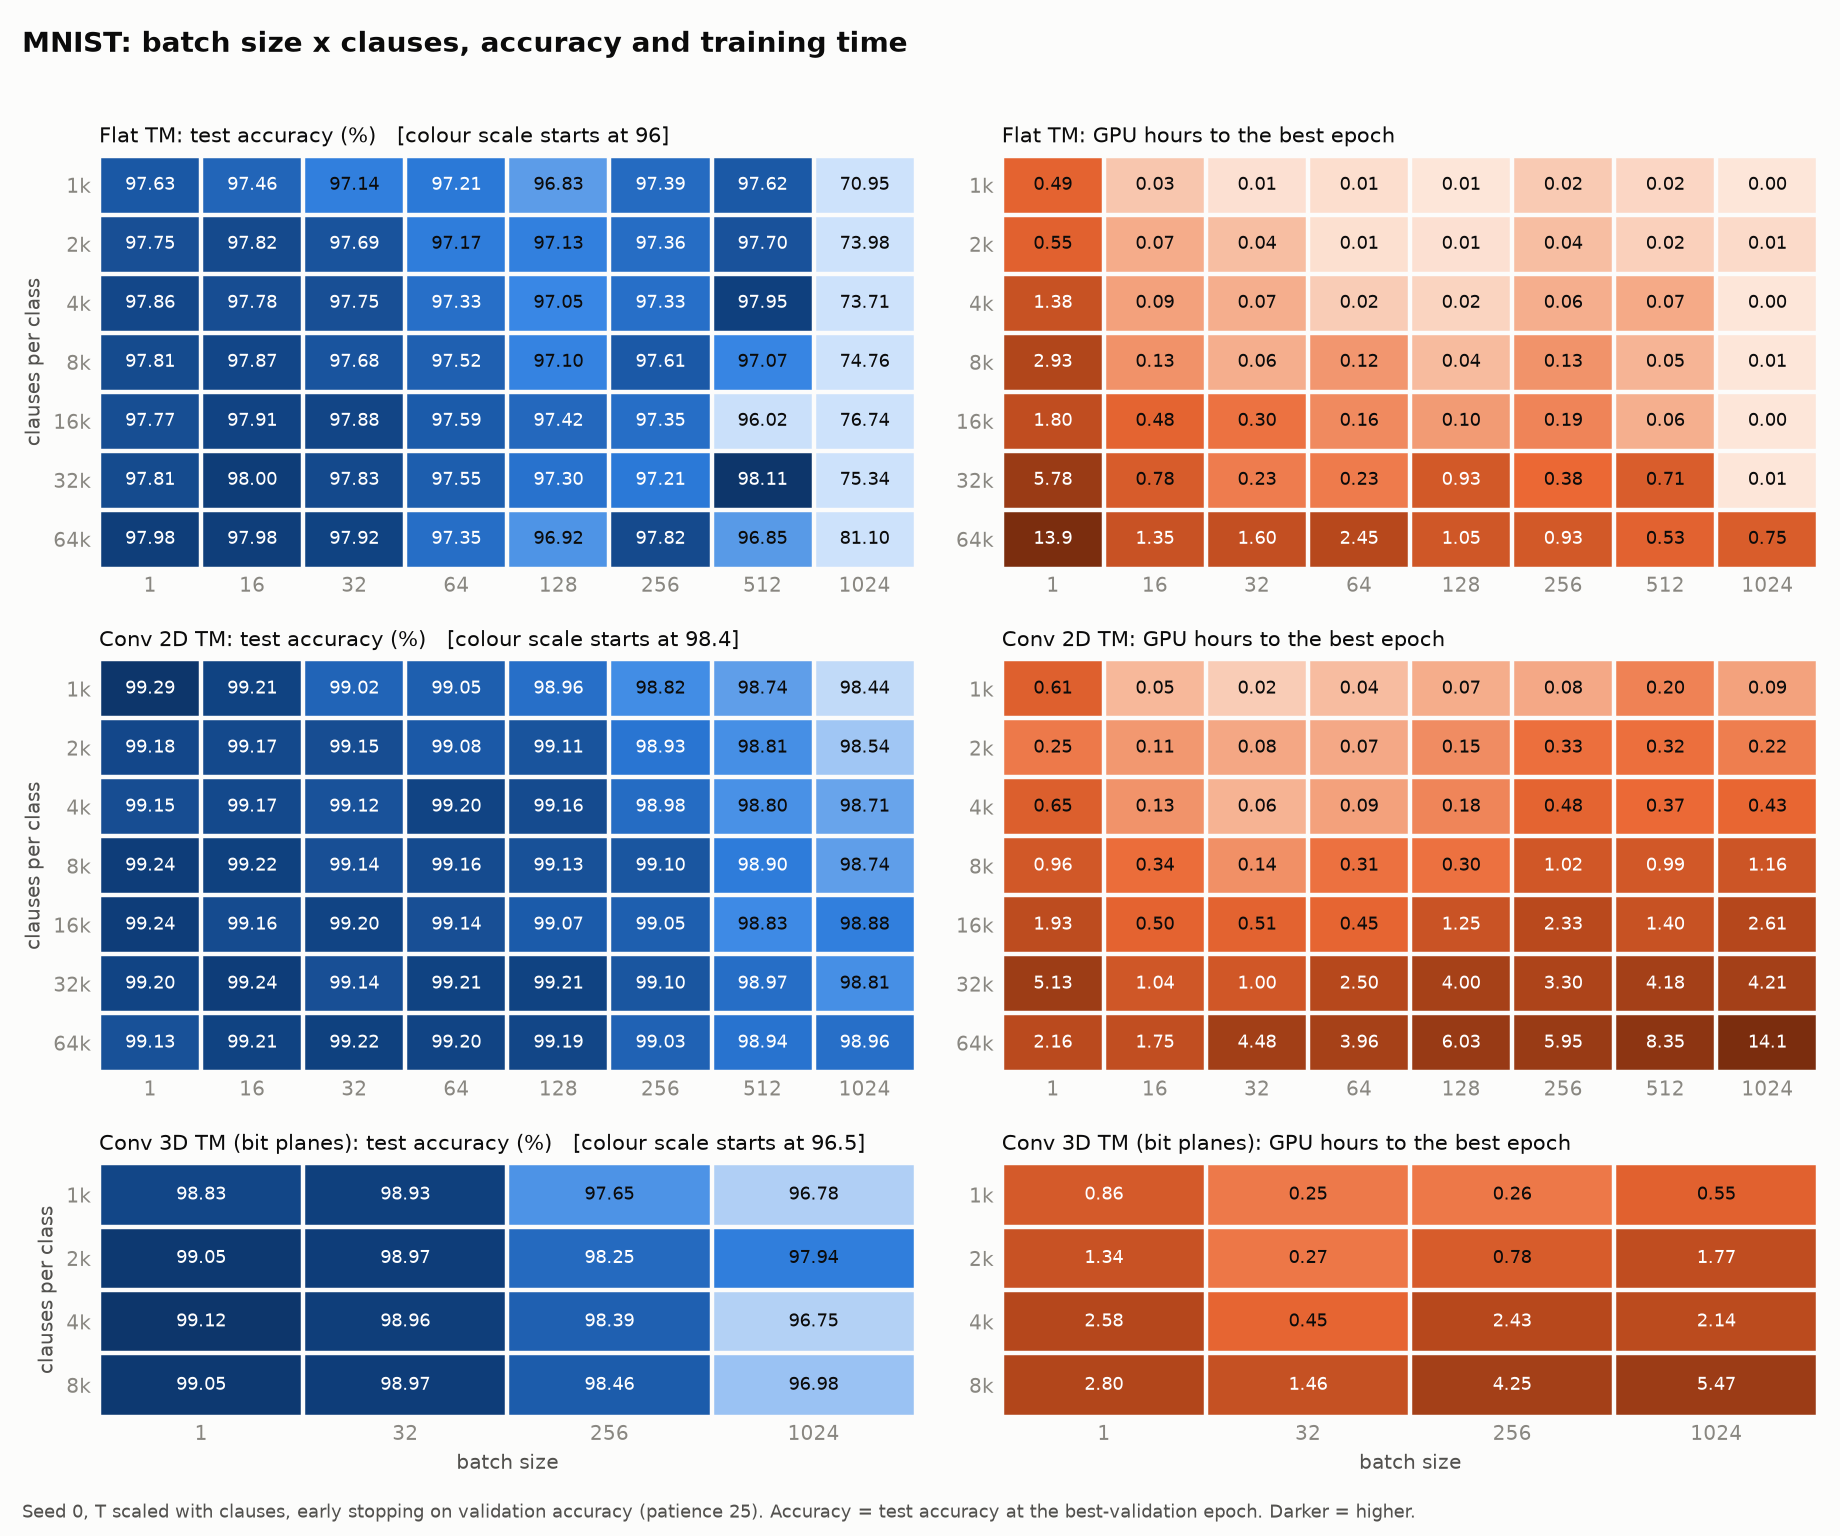 MNIST: batch size x clauses, accuracy and training time
Flat TM: test accuracy (%) [colour scale starts at 96]
clauses per class
1k 97.63 97.46 97.14 97.21 96.83 97.39 97.62 70.95
2k 97.75 97.82 97.69 97.17 97.13 97.36 97.70 73.98
4k 97.86 97.78 97.75 97.33 97.05 97.33 97.95 73.71
8k 97.81 97.87 97.68 97.52 97.10 97.61 97.07 74.76
16k 97.77 97.91 97.88 97.59 97.42 97.35 96.02 76.74
32k 97.81 98.00 97.83 97.55 97.30 97.21 98.11 75.34
64k 97.98 97.98 97.92 97.35 96.92 97.82 96.85 81.10
1 16 32 64 128 256 512 1024
Flat TM: GPU hours to the best epoch
1k 0.49 0.03 0.01 0.01 0.01 0.02 0.02 0.00
2k 0.55 0.07 0.04 0.01 0.01 0.04 0.02 0.01
4k 1.38 0.09 0.07 0.02 0.02 0.06 0.07 0.00
8k 2.93 0.13 0.06 0.12 0.04 0.13 0.05 0.01
16k 1.80 0.48 0.30 0.16 0.10 0.19 0.06 0.00
32k 5.78 0.78 0.23 0.23 0.93 0.38 0.71 0.01
64k 13.9 1.35 1.60 2.45 1.05 0.93 0.53 0.75
1 16 32 64 128 256 512 1024
Conv 2D TM: test accuracy (%) [colour scale starts at 98.4]
clauses per class
1k 99.29 99.21 99.02 99.05 98.96 98.82 98.74 98.44
2k 99.18 99.17 99.15 99.08 99.11 98.93 98.81 98.54
4k 99.15 99.17 99.12 99.20 99.16 98.98 98.80 98.71
8k 99.24 99.22 99.14 99.16 99.13 99.10 98.90 98.74
16k 99.24 99.16 99.20 99.14 99.07 99.05 98.83 98.88
32k 99.20 99.24 99.14 99.21 99.21 99.10 98.97 98.81
64k 99.13 99.21 99.22 99.20 99.19 99.03 98.94 98.96
1 16 32 64 128 256 512 1024
Conv 2D TM: GPU hours to the best epoch
1k 0.61 0.05 0.02 0.04 0.07 0.08 0.20 0.09
2k 0.25 0.11 0.08 0.07 0.15 0.33 0.32 0.22
4k 0.65 0.13 0.06 0.09 0.18 0.48 0.37 0.43
8k 0.96 0.34 0.14 0.31 0.30 1.02 0.99 1.16
16k 1.93 0.50 0.51 0.45 1.25 2.33 1.40 2.61
32k 5.13 1.04 1.00 2.50 4.00 3.30 4.18 4.21
64k 2.16 1.75 4.48 3.96 6.03 5.95 8.35 14.1
1 16 32 64 128 256 512 1024
Conv 3D TM (bit planes): test accuracy (%) [colour scale starts at 96.5]
clauses per class
1k 98.83 98.93 97.65 96.78
2k 99.05 98.97 98.25 97.94
4k 99.12 98.96 98.39 96.75
8k 99.05 98.97 98.46 96.98
1 32 256 1024
batch size
Conv 3D TM (bit planes): GPU hours to the best epoch
1k 0.86 0.25 0.26 0.55
2k 1.34 0.27 0.78 1.77
4k 2.58 0.45 2.43 2.14
8k 2.80 1.46 4.25 5.47
1 32 256 1024
batch size
Seed 0, T scaled with clauses, early stopping on validation accuracy (patience 25). Accuracy = test accuracy at the best-validation epoch. Darker = higher.